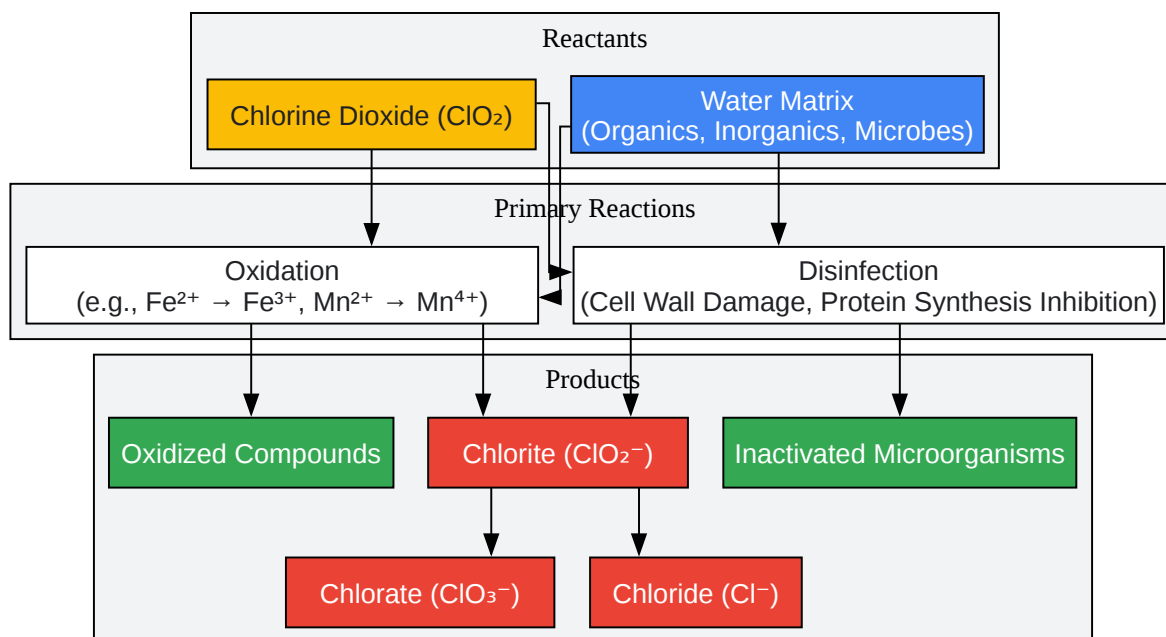 Reactants
Chlorine Dioxide (ClO₂)
Water Matrix
(Organics, Inorganics, Microbes)
Primary Reactions
Oxidation
(e.g., Fe²⁺ → Fe³⁺, Mn²⁺ → Mn⁴⁺)
Disinfection
(Cell Wall Damage, Protein Synthesis Inhibition)
Products
Oxidized Compounds
Chlorite (ClO₂⁻)
Inactivated Microorganisms
Chlorate (ClO₃⁻)
Chloride (Cl⁻)